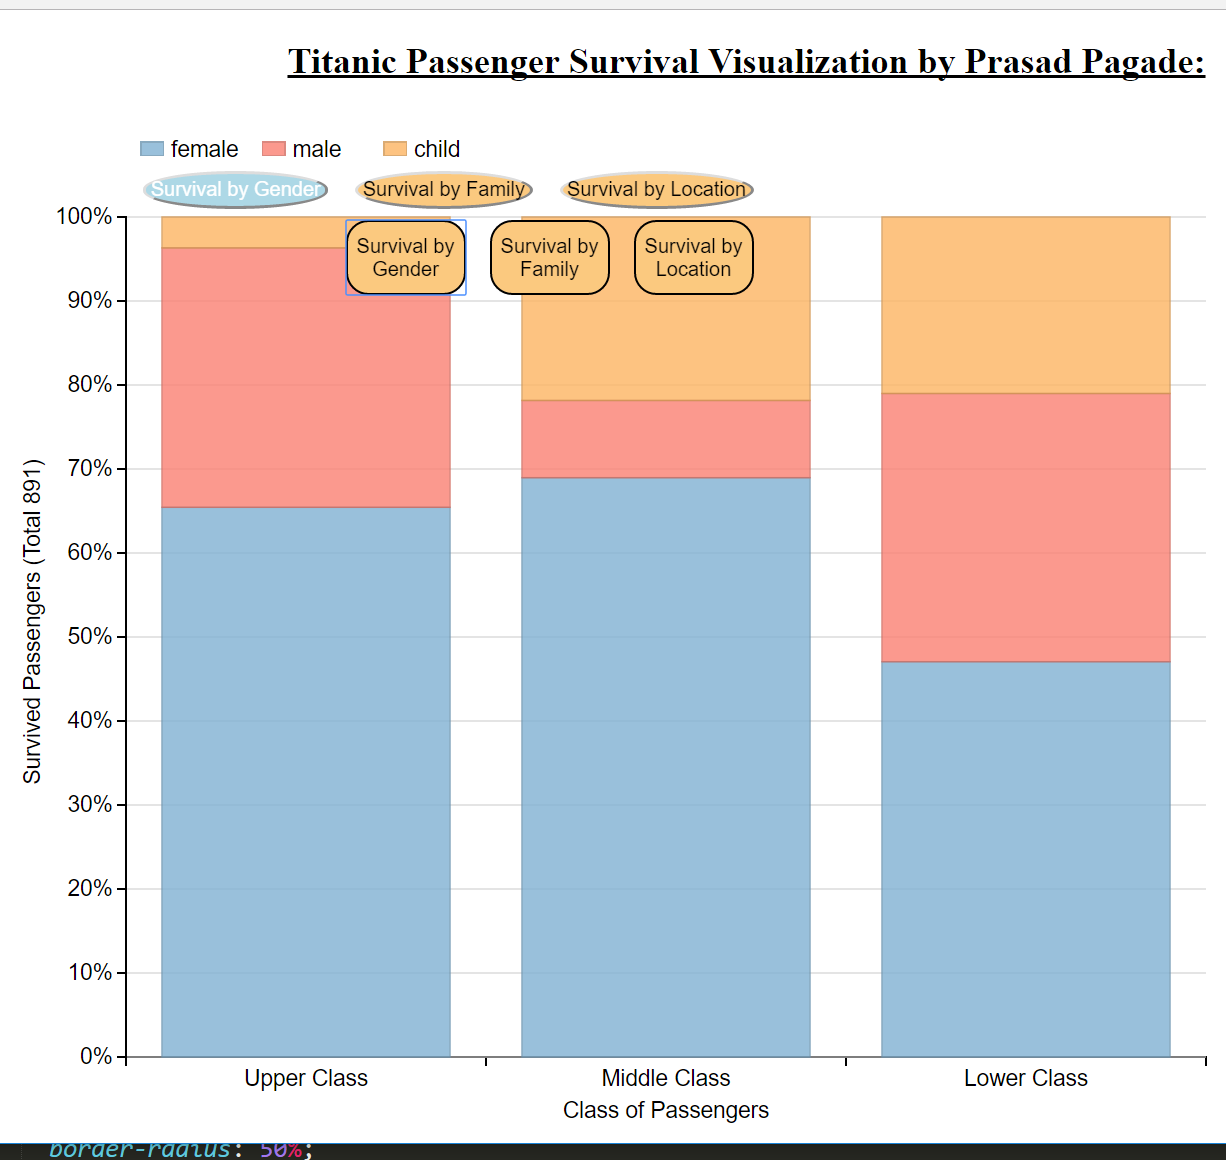 Titanic Passenger Survival Visualization by Prasad Pagade:
female male child
Survival by Gender Survival by Family Survival by Location
Survival by
Gender
Survival by
Family
Survival by
Location
100%
90%
80%
70%
60%
50%
40%
30%
20%
10%
0%
Survived Passengers (Total 891)
Upper Class Middle Class Lower Class
Class of Passengers
border-radius: 50%;